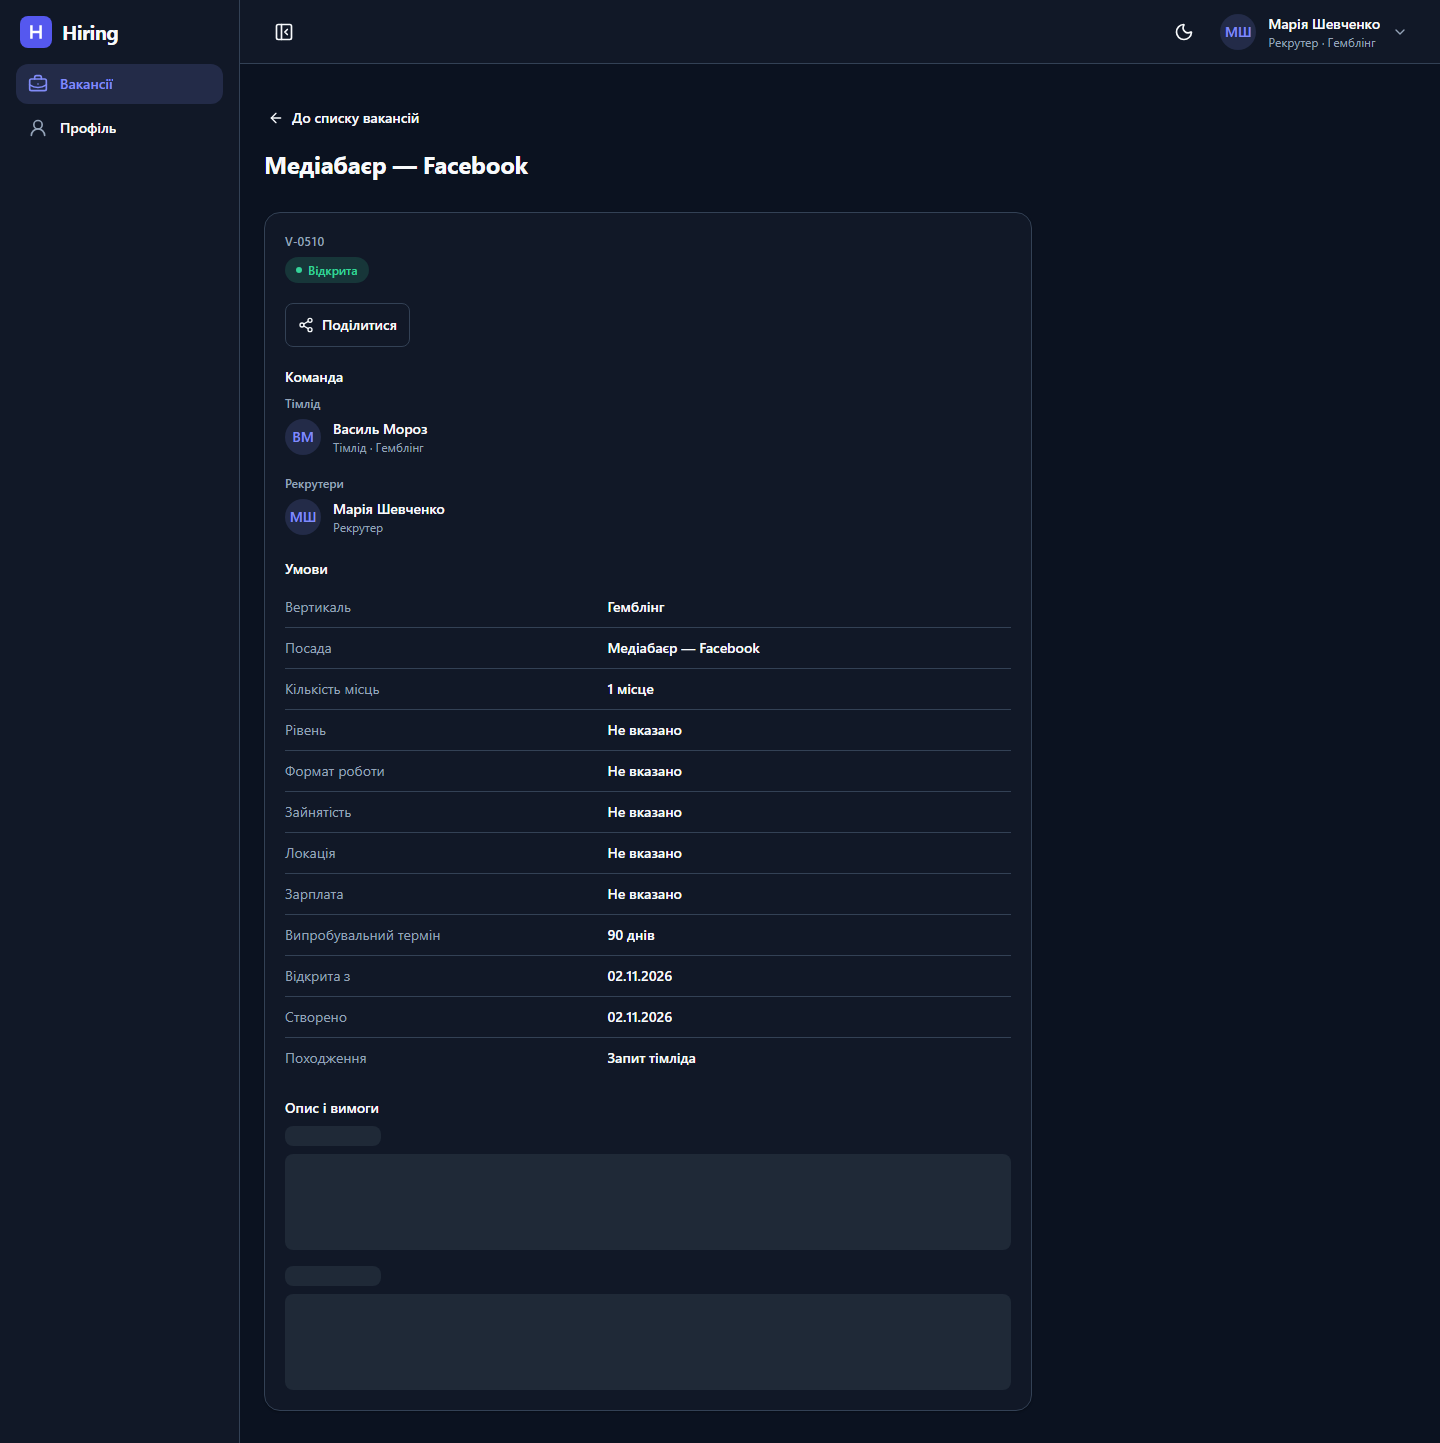 H Hiring
Вакансії
Профіль
МШ
Марія Шевченко
Рекрутер · Гемблінг
До списку вакансій
Медіабаєр — Facebook
V-0510
Відкрита
Поділитися
Команда
Тімлід
ВМ
Василь Мороз
Тімлід · Гемблінг
Рекрутери
МШ
Марія Шевченко
Рекрутер
Умови
Вертикаль Гемблінг
Посада Медіабаєр — Facebook
Кількість місць 1 місце
Рівень Не вказано
Формат роботи Не вказано
Зайнятість Не вказано
Локація Не вказано
Зарплата Не вказано
Випробувальний термін 90 днів
Відкрита з 02.11.2026
Створено 02.11.2026
Походження Запит тімліда
Опис і вимоги